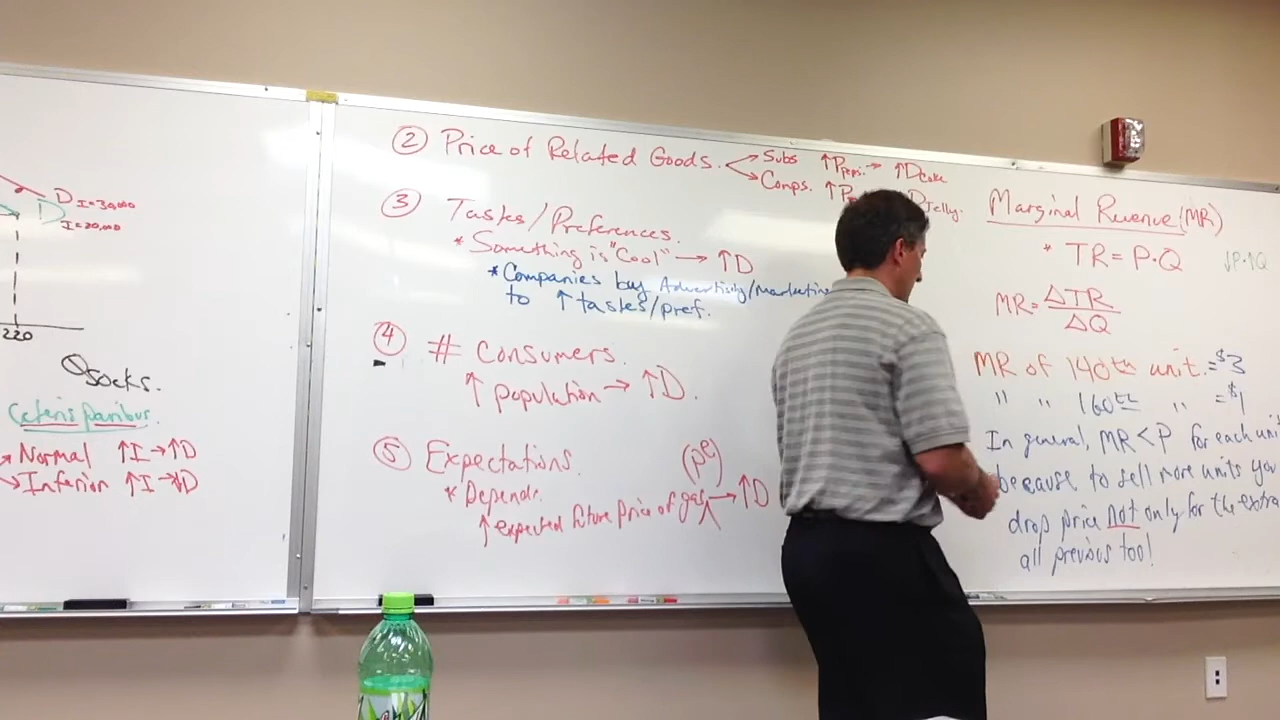 D I=30,000
D I=20,000
220
Q socks.
Ceteris paribus.
Normal ↑I→↑D
Inferior ↑I→↓D
② Price of Related Goods.
Subs ↑P Pepsi. → ↑D coke
Comps. ↑P
D Jelly.
③ Tastes/Preferences.
* Something is "Cool" → ↑D
* Companies buy Advertising/marketing
to ↑ tastes/pref.
④ # Consumers.
↑ population → ↑D.
⑤ Expectations.
(Pᵉ)
* Depends.
↑ expected future price of gas → ↑D
Marginal Revenue (MR)
* TR = P·Q
↓P·↑Q
MR = ΔTR
ΔQ
MR of 140th unit = $3
" " 160th " = $1
In general, MR < P for each unit
because to sell more units you
drop price not only for the extra
all previous too!